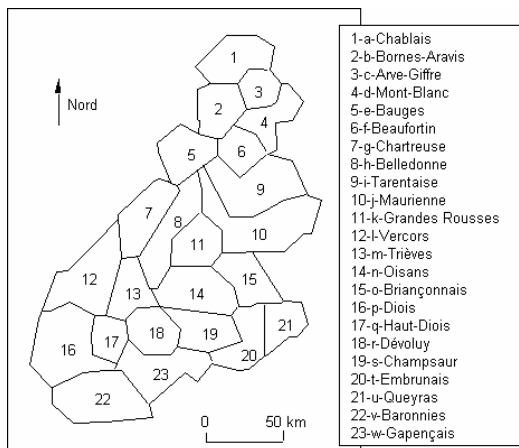 1
3
2
4
Nord
5
6
9
7
8
10
11
12
15
13
14
21
18
19
17
16
20
23
22
0 50 km
1-a-Chablais
2-b-Bornes-Aravis
3-c-Arve-Giffre
4-d-Mont-Blanc
5-e-Bauges
6-f-Beaufortin
7-g-Chartreuse
8-h-Belledonne
9-i-Tarentaise
10-j-Maurienne
11-k-Grandes Rousses
12-l-Vercors
13-m-Trièves
14-n-Oisans
15-o-Briançonnais
16-p-Diois
17-q-Haut-Diois
18-r-Dévoluy
19-s-Champsaur
20-t-Embrunais
21-u-Queyras
22-v-Baronnies
23-w-Gapençais